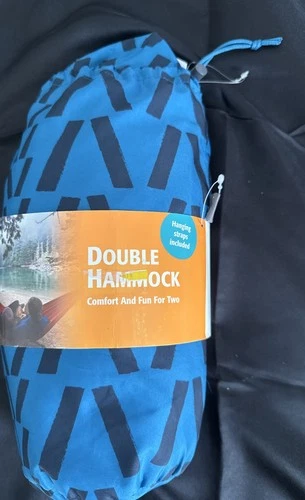 Hanging
straps
included
DOUBLE
HAMMOCK
Comfort And Fun For Two